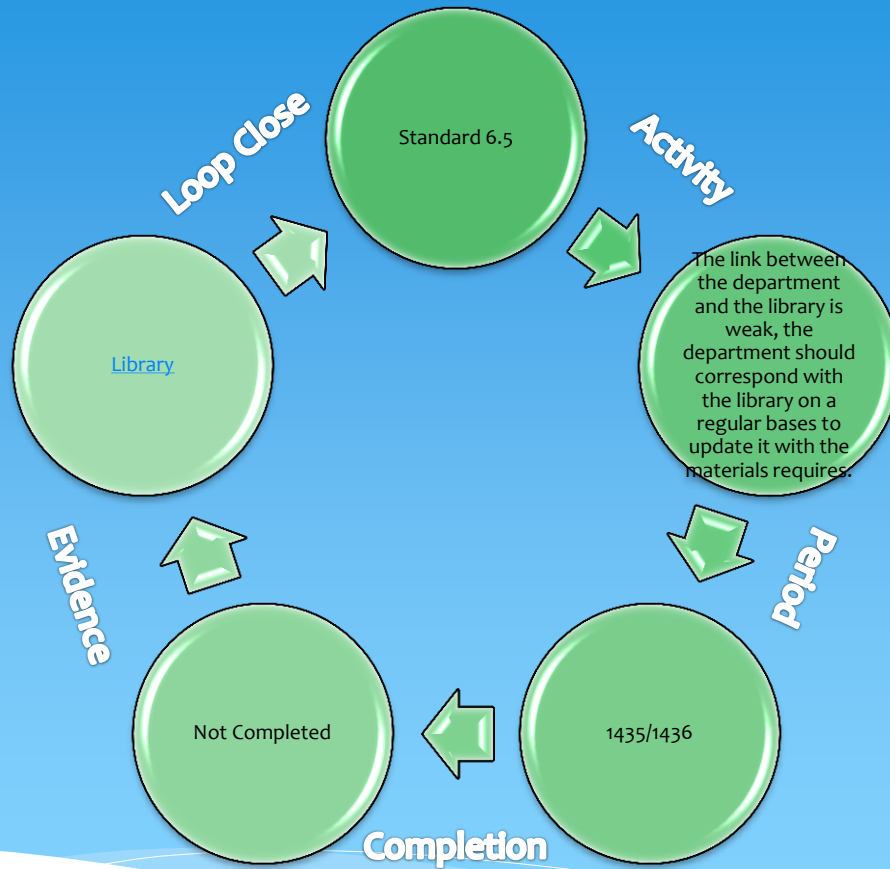 Standard 6.5
Activity
The link between
the department
and the library is
weak, the
department should
correspond with
the library on a
regular bases to
update it with the
materials requires.
Period
1435/1436
Completion
Not Completed
Evidence
Library
Loop Close